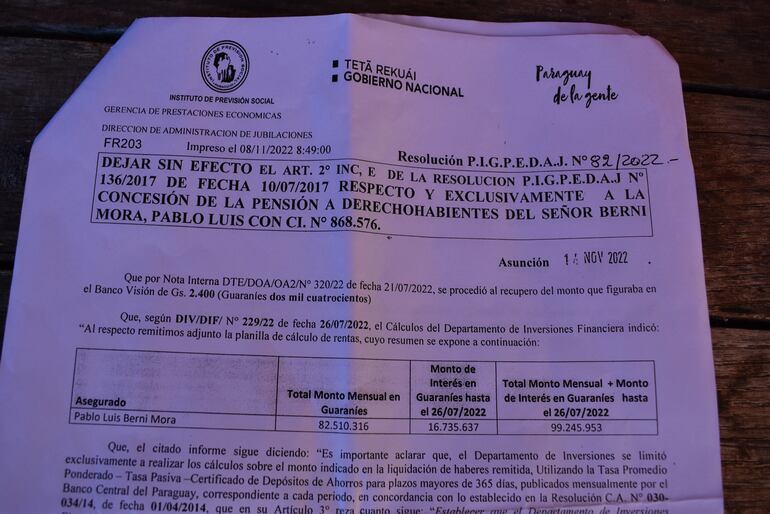 INSTITUTO DE PREVISIÓN SOCIAL
TETÃ REKUÁI
GOBIERNO NACIONAL
Paraguay
de la gente
INSTITUTO DE PREVISIÓN SOCIAL
GERENCIA DE PRESTACIONES ECONOMICAS
DIRECCION DE ADMINISTRACION DE JUBILACIONES
FR203 Impreso el 08/11/2022 8:49:00
Resolución P.I.G.P.E.D.A.J. N° 82/2022.-
DEJAR SIN EFECTO EL ART. 2° INC, E DE LA RESOLUCION P.I.G.P.E.D.A.J N°
136/2017 DE FECHA 10/07/2017 RESPECTO Y EXCLUSIVAMENTE A LA
CONCESIÓN DE LA PENSIÓN A DERECHOHABIENTES DEL SEÑOR BERNI
MORA, PABLO LUIS CON CI. N° 868.576.
Asunción 14 NOV 2022 .
Que por Nota Interna DTE/DOA/OA2/N° 320/22 de fecha 21/07/2022, se procedió al recupero del monto que figuraba en
el Banco Visión de Gs. 2.400 (Guaraníes dos mil cuatrocientos)
Que, según DIV/DIF/ N° 229/22 de fecha 26/07/2022, el Cálculos del Departamento de Inversiones Financiera indicó:
“Al respecto remitimos adjunto la planilla de cálculo de rentas, cuyo resumen se expone a continuación:
Asegurado
Total Monto Mensual en
Guaraníes
Monto de
Interés en
Guaraníes hasta
el 26/07/2022
Total Monto Mensual + Monto
de Interés en Guaraníes hasta
el 26/07/2022
Pablo Luis Berni Mora 82.510.316 16.735.637 99.245.953
Que, el citado informe sigue diciendo: “Es importante aclarar que, el Departamento de Inversiones se limitó
exclusivamente a realizar los cálculos sobre el monto indicado en la liquidación de haberes remitida, Utilizando la Tasa Promedio
Ponderado – Tasa Pasiva –Certificado de Depósitos de Ahorros para plazos mayores de 365 días, publicados mensualmente por el
Banco Central del Paraguay, correspondiente a cada periodo, en concordancia con lo establecido en la Resolución C.A. N° 030-
034/14, de fecha 01/04/2014, que en su Artículo 3° reza cuanto sigue: “Establecer que el Departamento de Inversiones